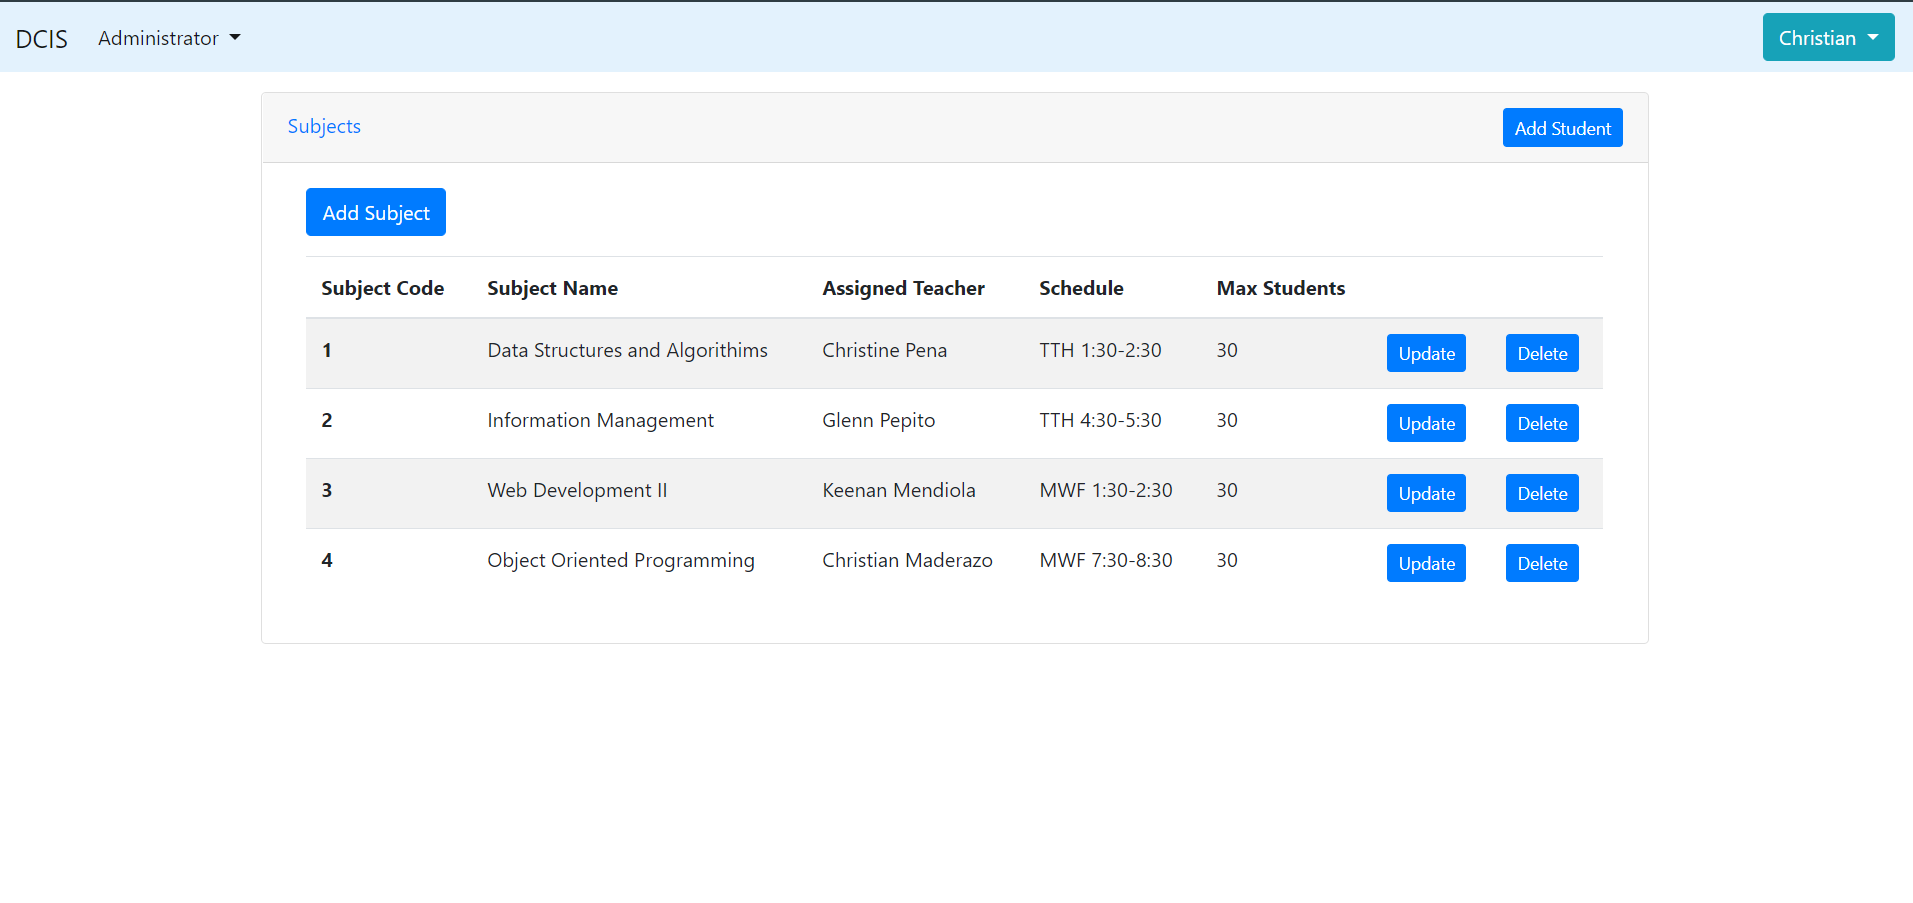 DCIS Administrator Christian
Subjects Add Student
Add Subject
Subject Code Subject Name Assigned Teacher Schedule Max Students
1 Data Structures and Algorithims Christine Pena TTH 1:30-2:30 30 Update Delete
2 Information Management Glenn Pepito TTH 4:30-5:30 30 Update Delete
3 Web Development II Keenan Mendiola MWF 1:30-2:30 30 Update Delete
4 Object Oriented Programming Christian Maderazo MWF 7:30-8:30 30 Update Delete